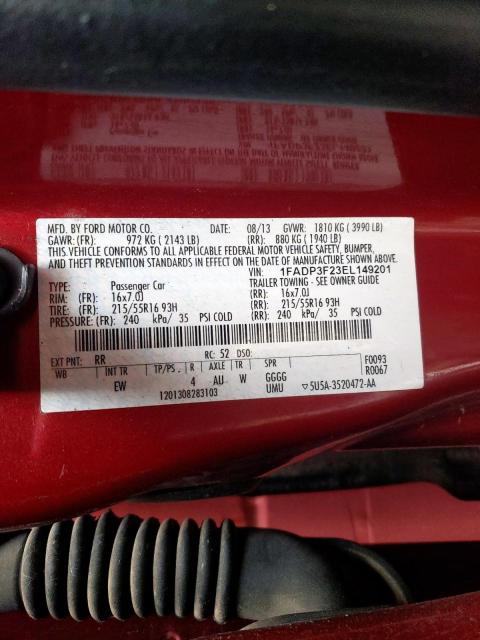 MFD. BY FORD MOTOR CO. DATE: 08/13 GVWR: 1810 KG ( 3990 LB)
GAWR: (FR): 972 KG ( 2143 LB) (RR): 880 KG ( 1940 LB)
THIS VEHICLE CONFORMS TO ALL APPLICABLE FEDERAL MOTOR VEHICLE SAFETY, BUMPER,
AND THEFT PREVENTION STANDARDS IN EFFECT ON THE DATE OF MANUFACTURE SHOWN ABOVE.
VIN: 1FADP3F23EL149201
TYPE: Passenger Car TRAILER TOWING - SEE OWNER GUIDE
RIM: (FR): 16x7.0J (RR): 16x7.0J
TIRE: (FR): 215/55R16 93H (RR): 215/55R16 93H
PRESSURE: (FR): 240 kPa/ 35 PSI COLD (RR): 240 kPa/ 35 PSI COLD
EXT PNT: RR RC: 52 DSO: F0093
WB INT TR TP/PS R AXLE TR SPR R0067
EW 4 AU W GGGG
1201308283103 UMU ▽5U5A-3520472-AA